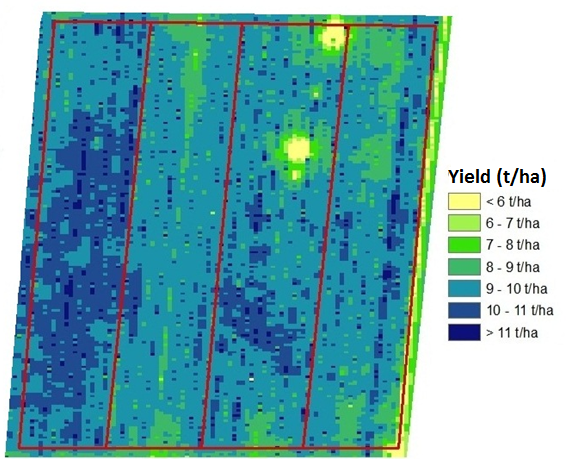 Yield (t/ha)
< 6 t/ha
6 - 7 t/ha
7 - 8 t/ha
8 - 9 t/ha
9 - 10 t/ha
10 - 11 t/ha
> 11 t/ha